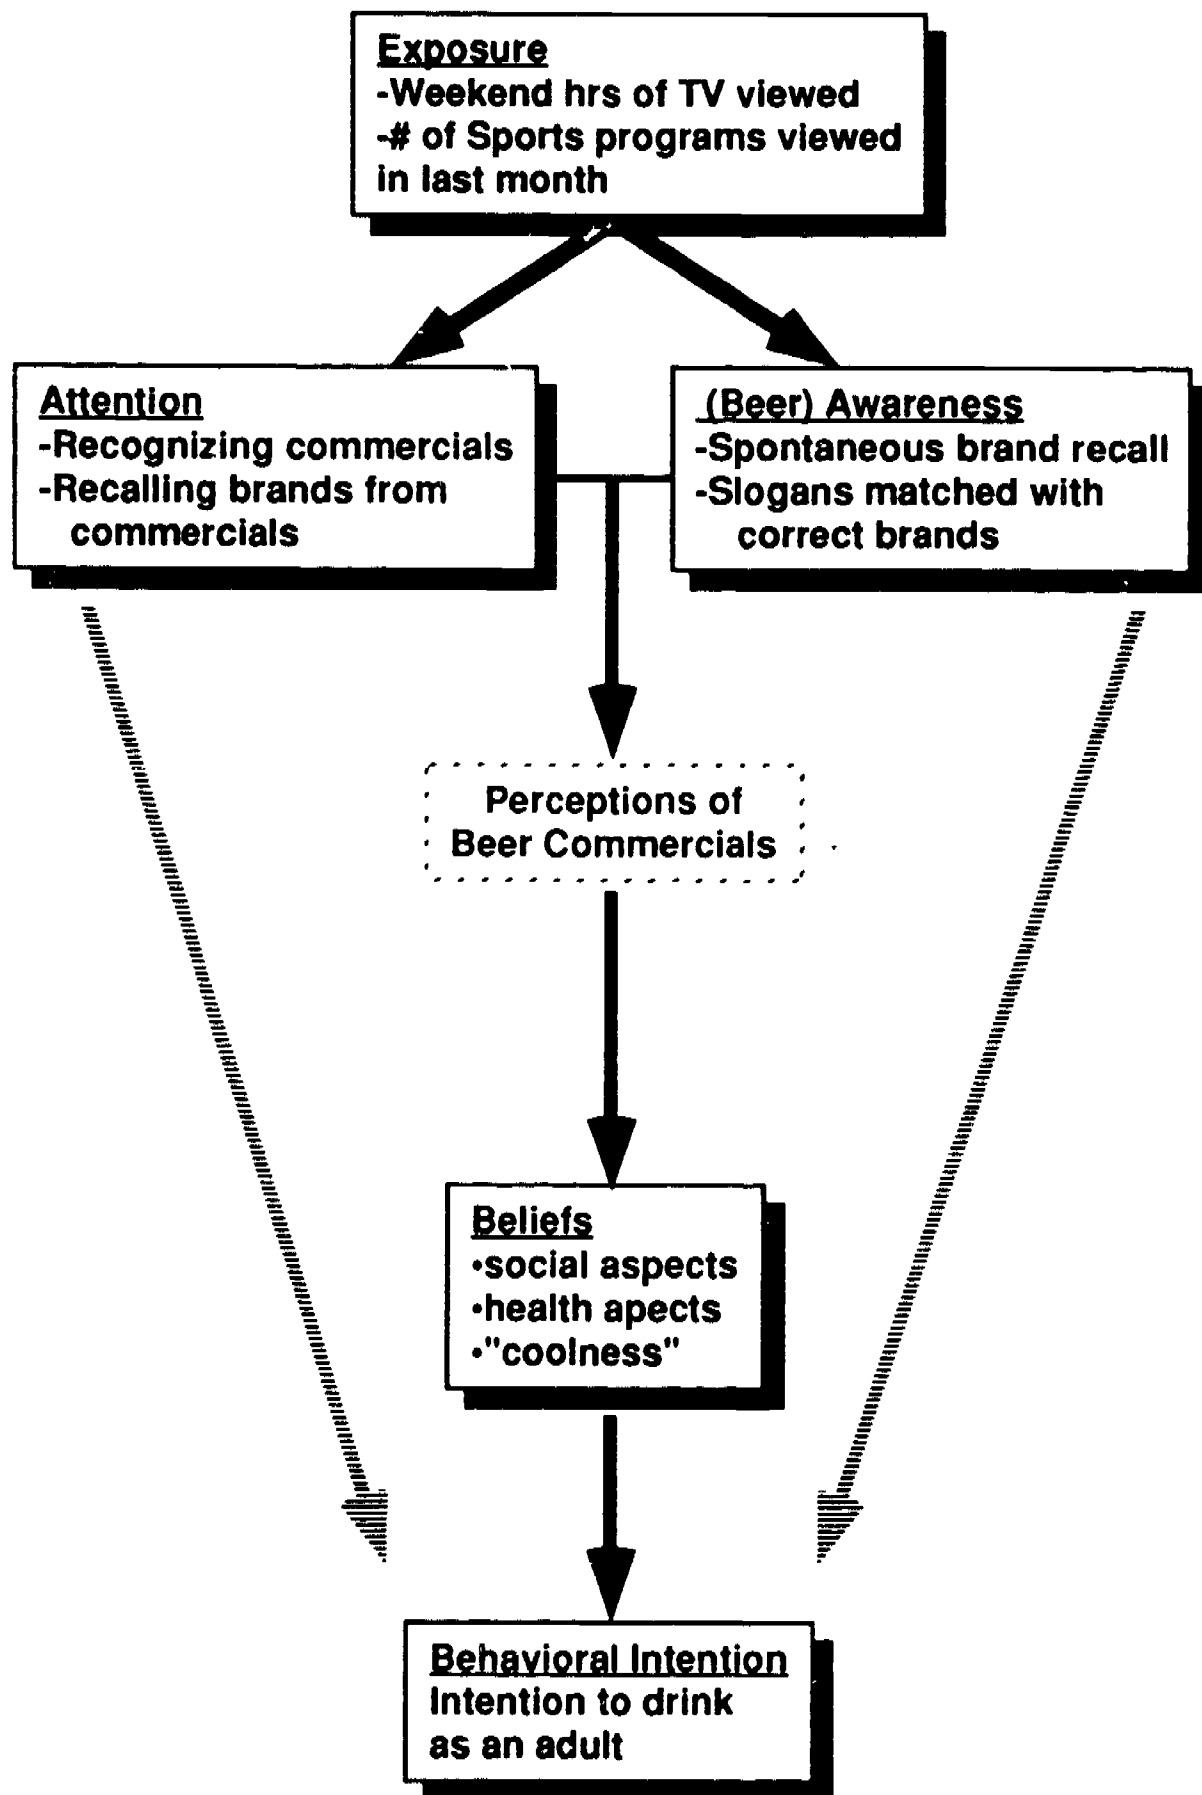 Exposure
-Weekend hrs of TV viewed
-# of Sports programs viewed
in last month
Attention
-Recognizing commercials
-Recalling brands from
commercials
(Beer) Awareness
-Spontaneous brand recall
-Slogans matched with
correct brands
Perceptions of
Beer Commercials
Beliefs
•social aspects
•health apects
•"coolness"
Behavioral Intention
Intention to drink
as an adult